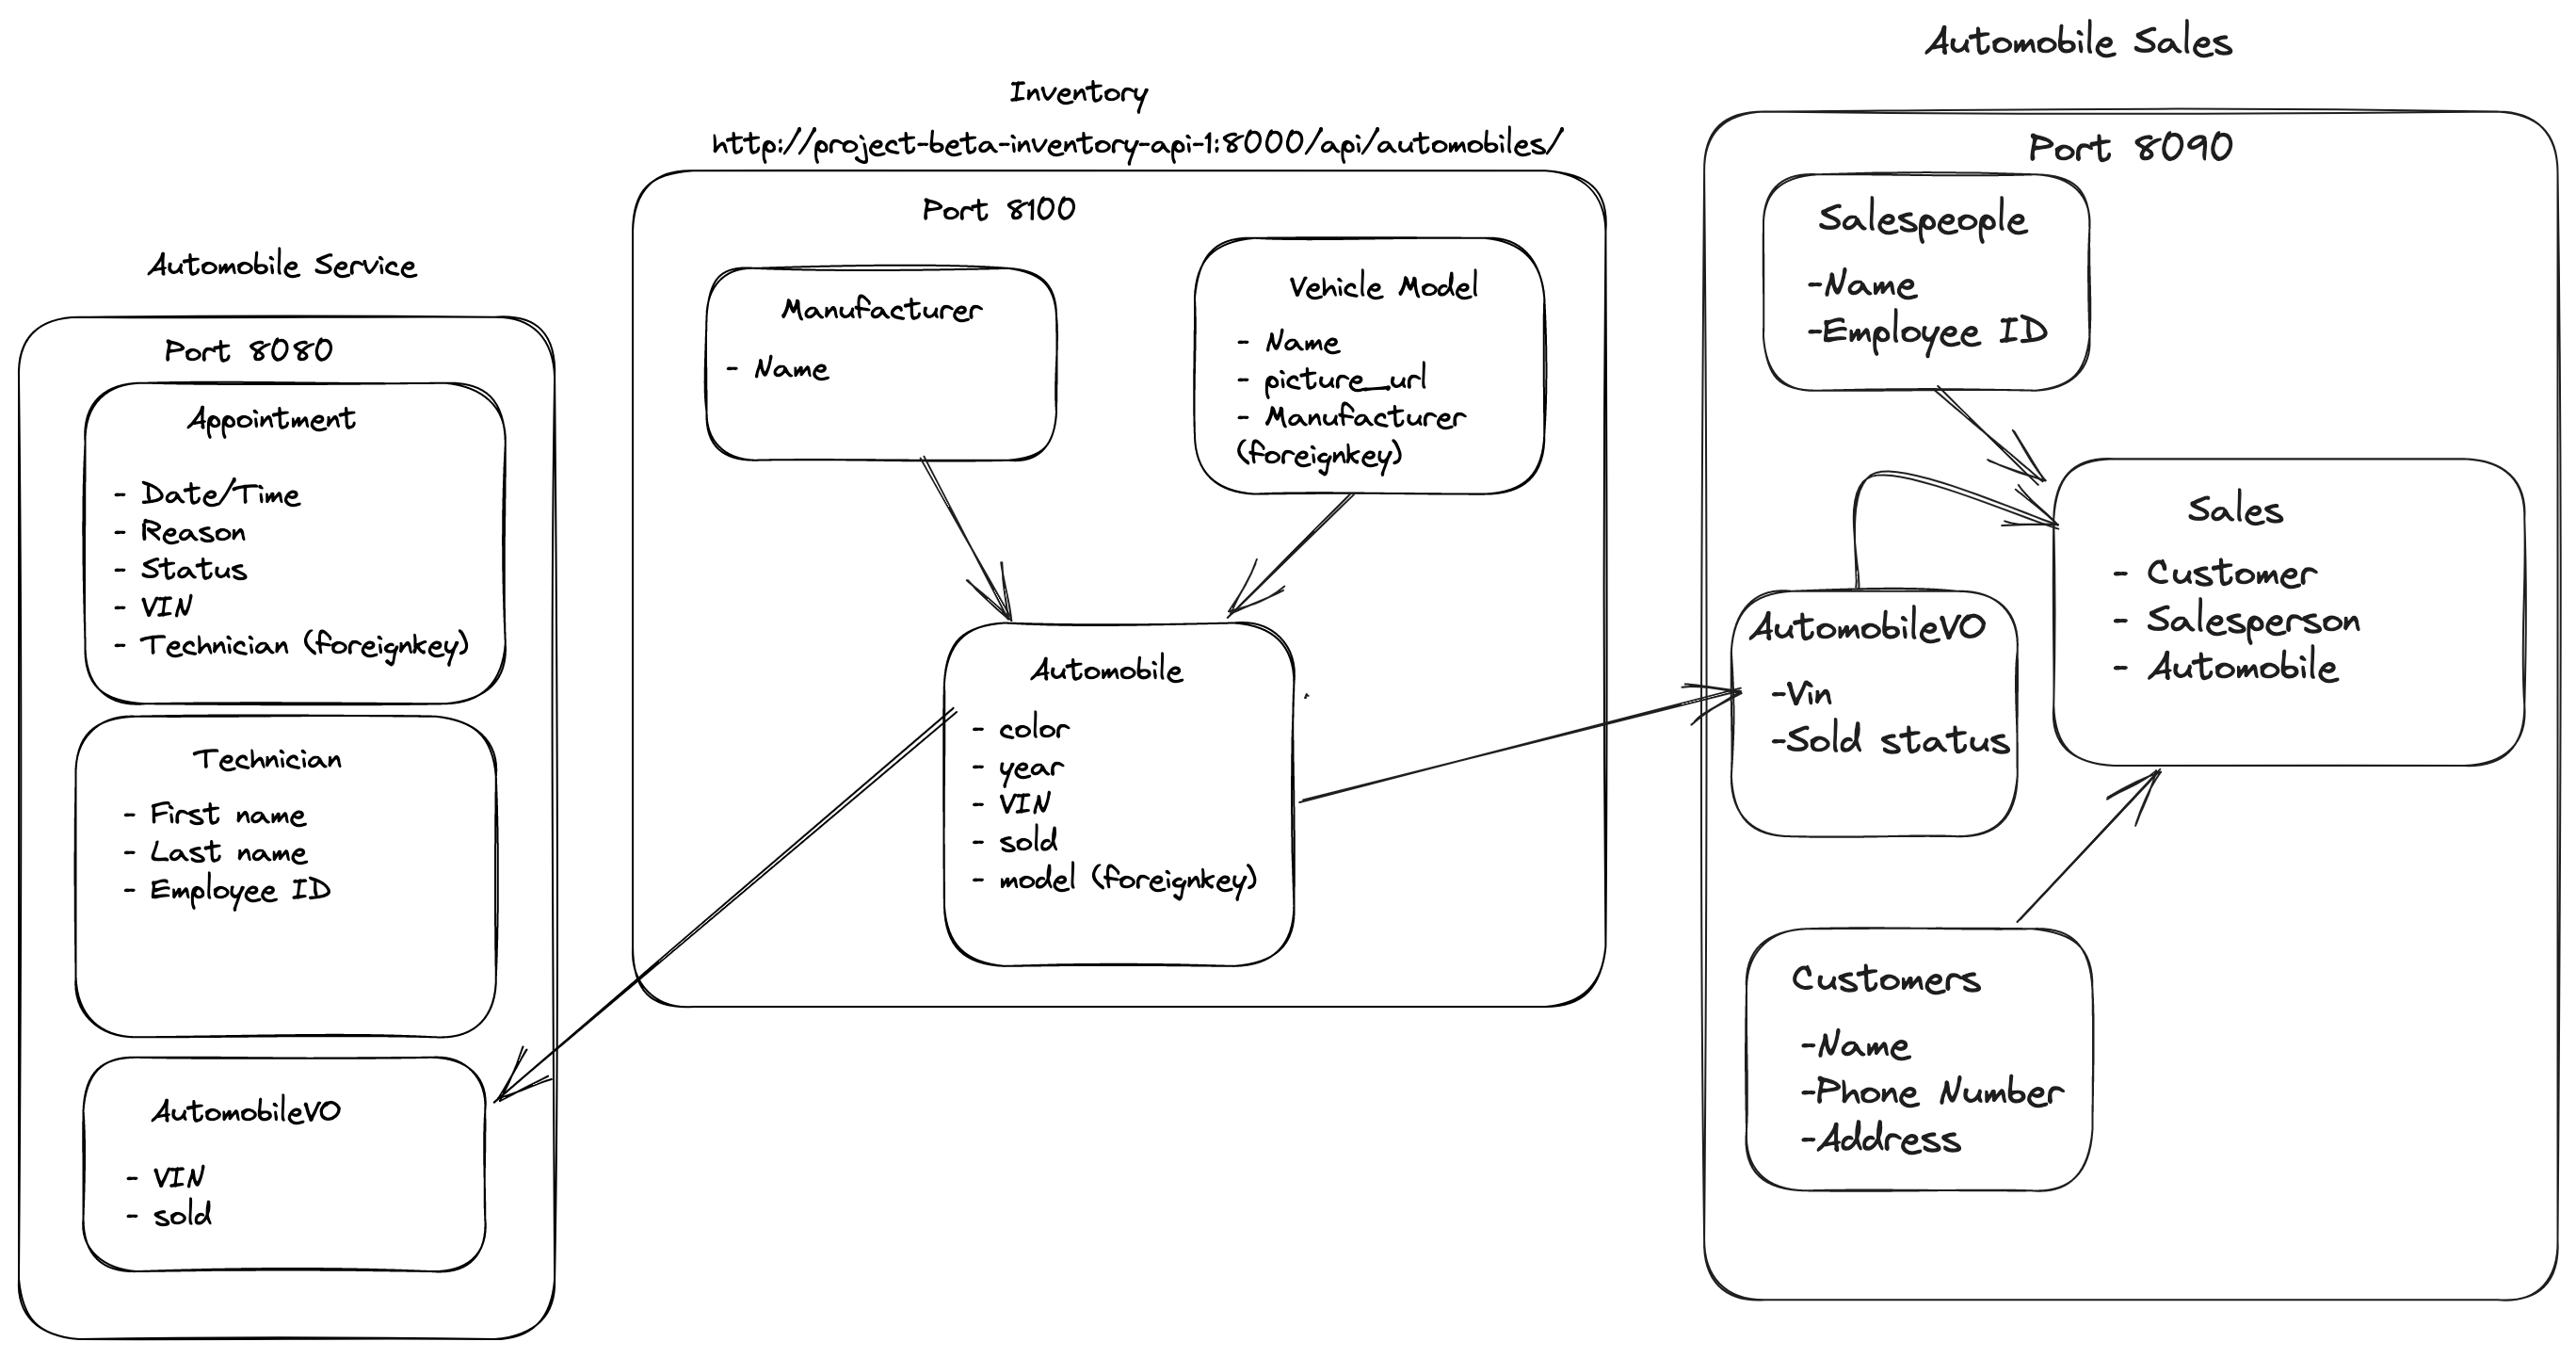 Automobile Service
Port 8080
Appointment
- Date/Time
- Reason
- Status
- VIN
- Technician (foreignkey)
Technician
- First name
- Last name
- Employee ID
AutomobileVO
- VIN
- sold
Inventory
http://project-beta-inventory-api-1:8000/api/automobiles/
Port 8100
Manufacturer
- Name
Vehicle Model
- Name
- picture_url
- Manufacturer
(foreignkey)
Automobile
- color
- year
- VIN
- sold
- model (foreignkey)
Automobile Sales
Port 8090
Salespeople
-Name
-Employee ID
Sales
- Customer
- Salesperson
- Automobile
AutomobileVO
-Vin
-Sold status
Customers
-Name
-Phone Number
-Address